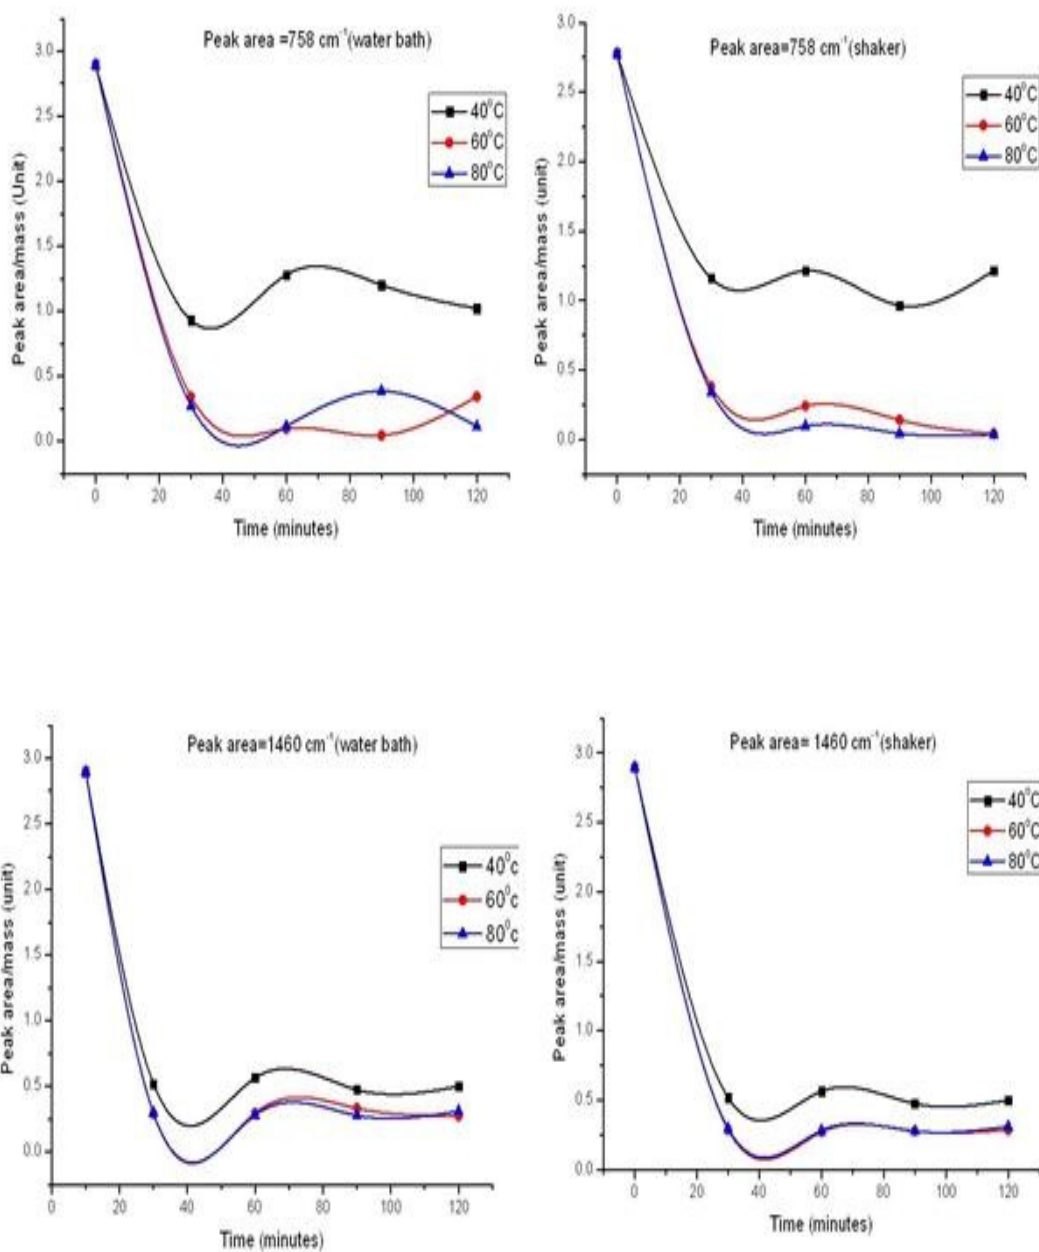 Peak area =758 cm⁻¹(water bath)
40⁰C
60⁰C
80⁰C
3.0
2.5
2.0
1.5
1.0
0.5
0.0
Peak area/mass (Unit)
0 20 40 60 80 100 120
Time (minutes)
Peak area=758 cm⁻¹(shaker)
40⁰C
60⁰C
80⁰C
3.0
2.5
2.0
1.5
1.0
0.5
0.0
Peak area/mass (unit)
0 20 40 60 80 100 120
Time (minutes)
Peak area=1460 cm⁻¹(water bath)
40⁰c
60⁰c
80⁰c
3.0
2.5
2.0
1.5
1.0
0.5
0.0
Peak area/mass (unit)
0 20 40 60 80 100 120
Time (minutes)
Peak area= 1460 cm⁻¹(shaker)
40⁰C
60⁰C
80⁰C
3.0
2.5
2.0
1.5
1.0
0.5
0.0
Peak area/mass (unit)
0 20 40 60 80 100 120
Time (minutes)